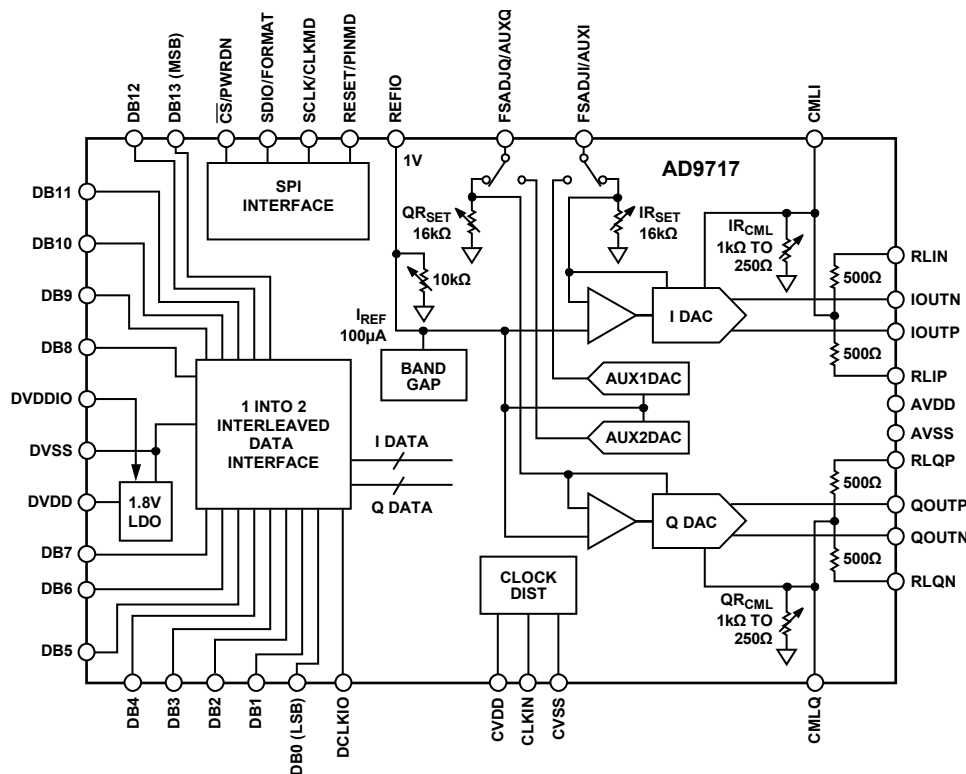 DB12
DB13 (MSB)
CS/PWRDN
SDIO/FORMAT
SCLK/CLKMD
RESET/PINMD
REFIO
FSADJQ/AUXQ
FSADJI/AUXI
CMLI
1V
AD9717
SPI
INTERFACE
DB11
DB10
DB9
DB8
DVDDIO
DVSS
DVDD
DB7
DB6
DB5
QRSET
16kΩ
IRSET
16kΩ
IRCML
1kΩ TO
250Ω
10kΩ
IREF
100µA
BAND
GAP
I DAC
AUX1DAC
AUX2DAC
500Ω
500Ω
RLIN
IOUTN
IOUTP
RLIP
AVDD
AVSS
RLQP
QOUTP
QOUTN
RLQN
1 INTO 2
INTERLEAVED
DATA
INTERFACE
I DATA
Q DATA
1.8V
LDO
Q DAC
500Ω
500Ω
CLOCK
DIST
QRCML
1kΩ TO
250Ω
DB4
DB3
DB2
DB1
DB0 (LSB)
DCLKIO
CVDD
CLKIN
CVSS
CMLQ